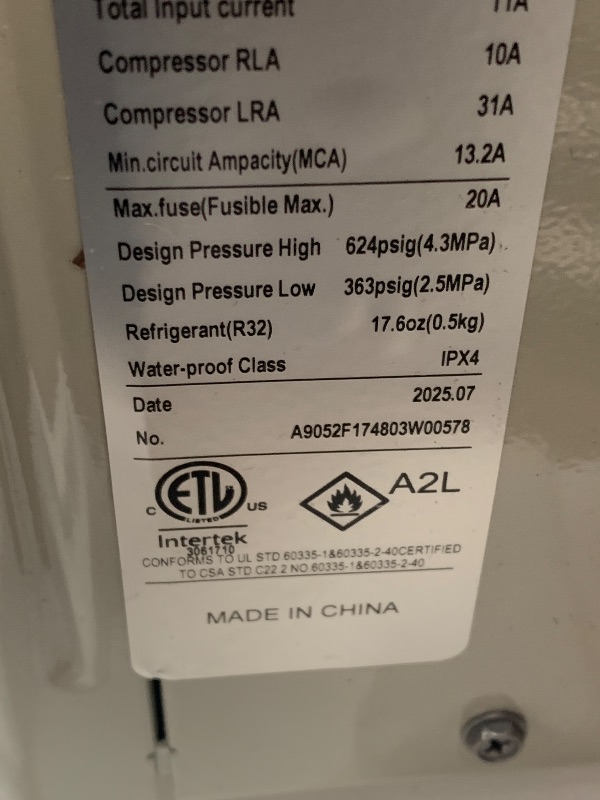 Total Input current 11A
Compressor RLA 10A
Compressor LRA 31A
Min.circuit Ampacity(MCA) 13.2A
Max.fuse(Fusible Max.) 20A
Design Pressure High 624psig(4.3MPa)
Design Pressure Low 363psig(2.5MPa)
Refrigerant(R32) 17.6oz(0.5kg)
Water-proof Class IPX4
Date 2025.07
No. A9052F174803W00578
C ETL US
LISTED
A2L
Intertek
3061710
CONFORMS TO UL STD 60335-1&60335-2-40CERTIFIED
TO CSA STD C22 2 NO.60335-1&60335-2-40
MADE IN CHINA